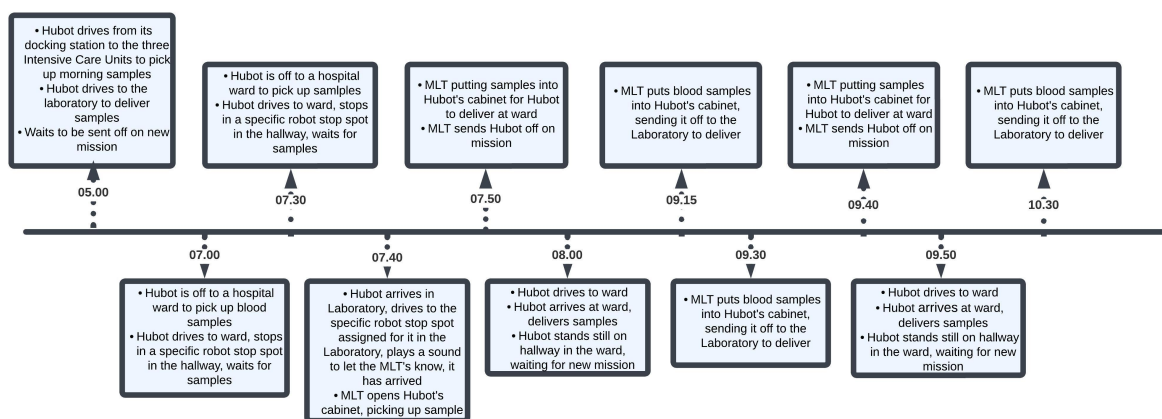 • Hubot drives from its
docking station to the three
Intensive Care Units to pick
up morning samples
• Hubot drives to the
laboratory to deliver
samples
• Waits to be sent off on new
mission
05.00
• Hubot is off to a hospital
ward to pick up samlples
• Hubot drives to ward, stops
in a specific robot stop spot
in the hallway, waits for
samples
07.30
• MLT putting samples into
Hubot's cabinet for Hubot
to deliver at ward
• MLT sends Hubot off on
mission
07.50
• MLT puts blood samples
into Hubot's cabinet,
sending it off to the
Laboratory to deliver
09.15
• MLT putting samples
into Hubot's cabinet for
Hubot to deliver at ward
• MLT sends Hubot off on
mission
09.40
• MLT puts blood samples
into Hubot's cabinet,
sending it off to the
Laboratory to deliver
10.30
07.00
• Hubot is off to a hospital
ward to pick up blood
samples
• Hubot drives to ward, stops
in a specific robot stop spot
in the hallway, waits for
samples
07.40
• Hubot arrives in
Laboratory, drives to the
specific robot stop spot
assigned for it in the
Laboratory, plays a sound
to let the MLT's know, it
has arrived
• MLT opens Hubot's
cabinet, picking up sample
08.00
• Hubot drives to ward
• Hubot arrives at ward,
delivers samples
• Hubot stands still on
hallway in the ward,
waiting for new mission
09.30
• MLT puts blood samples
into Hubot's cabinet,
sending it off to the
Laboratory to deliver
09.50
• Hubot drives to ward
• Hubot arrives at ward,
delivers samples
• Hubot stands still on hallway
in the ward, waiting for new
mission